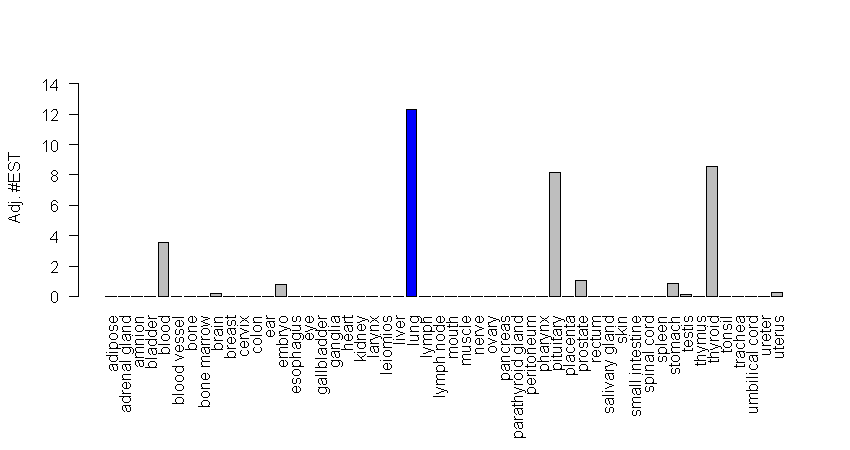 14
12
10
8
6
4
2
0
Adj. #EST
adipose
adrenal gland
amnion
bladder
blood
blood vessel
bone
bone marrow
brain
breast
cervix
colon
ear
embryo
esophagus
eye
gallbladder
ganglia
heart
kidney
larynx
leiomios
liver
lung
lymph
lymph node
mouth
muscle
nerve
ovary
pancreas
parathyroid gland
peritoneum
pharynx
pituitary
placenta
prostate
rectum
salivary gland
skin
small intestine
spinal cord
spleen
stomach
testis
thymus
thyroid
tonsil
trachea
umbilical cord
ureter
uterus